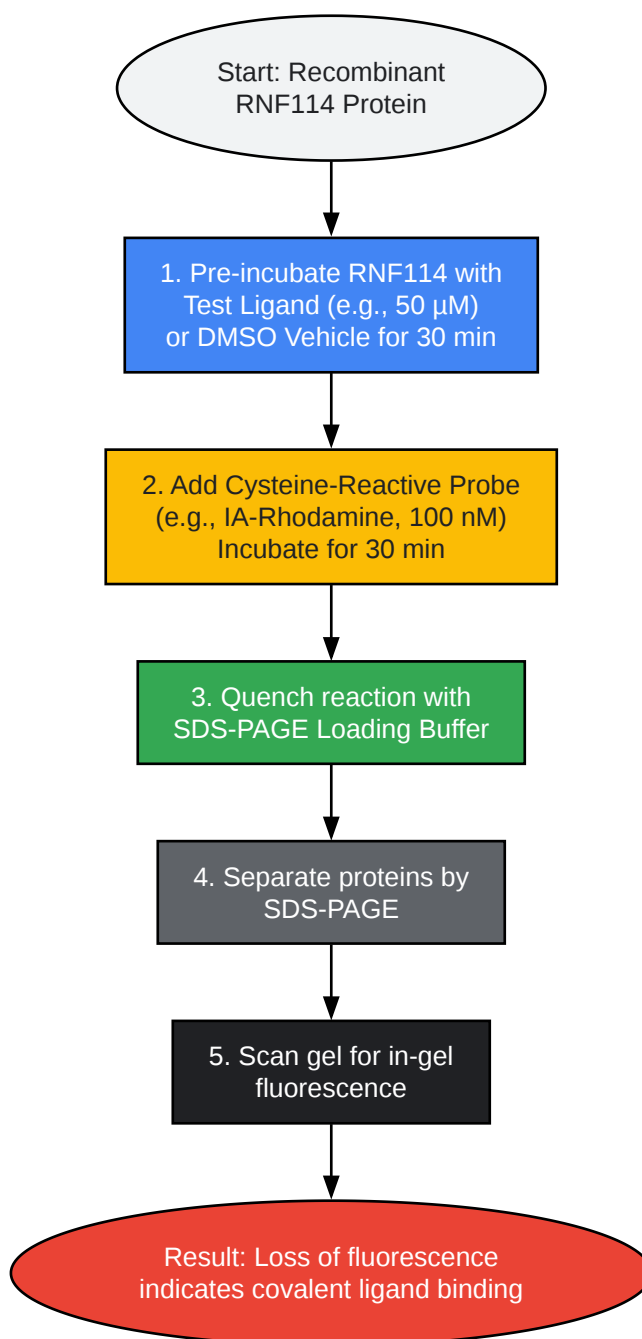 Start: Recombinant
RNF114 Protein
1. Pre-incubate RNF114 with
Test Ligand (e.g., 50 µM)
or DMSO Vehicle for 30 min
2. Add Cysteine-Reactive Probe
(e.g., IA-Rhodamine, 100 nM)
Incubate for 30 min
3. Quench reaction with
SDS-PAGE Loading Buffer
4. Separate proteins by
SDS-PAGE
5. Scan gel for in-gel
fluorescence
Result: Loss of fluorescence
indicates covalent ligand binding